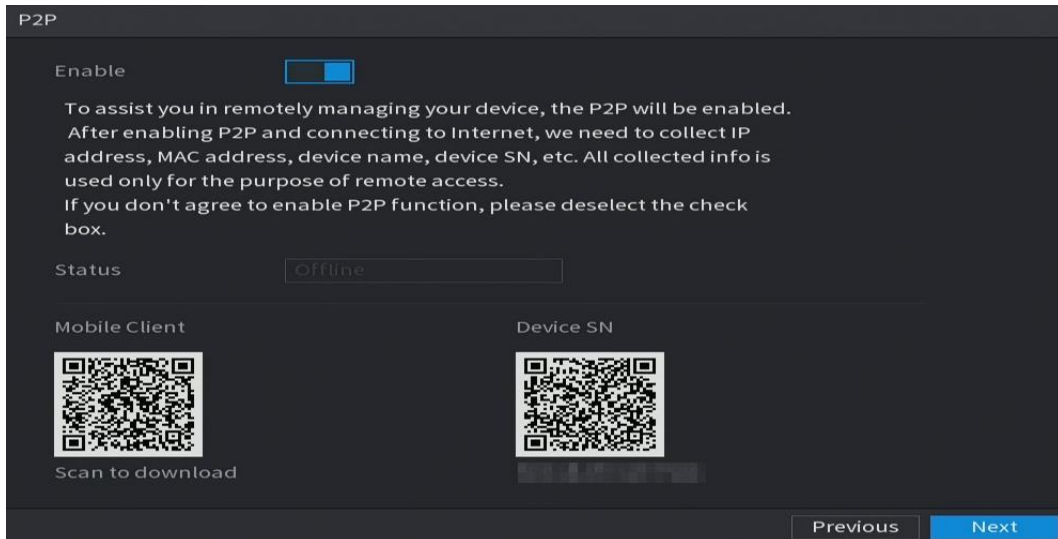 P2P
Enable
To assist you in remotely managing your device, the P2P will be enabled.
After enabling P2P and connecting to Internet, we need to collect IP
address, MAC address, device name, device SN, etc. All collected info is
used only for the purpose of remote access.
If you don't agree to enable P2P function, please deselect the check
box.
Status Offline
Mobile Client Device SN
Scan to download
Previous Next